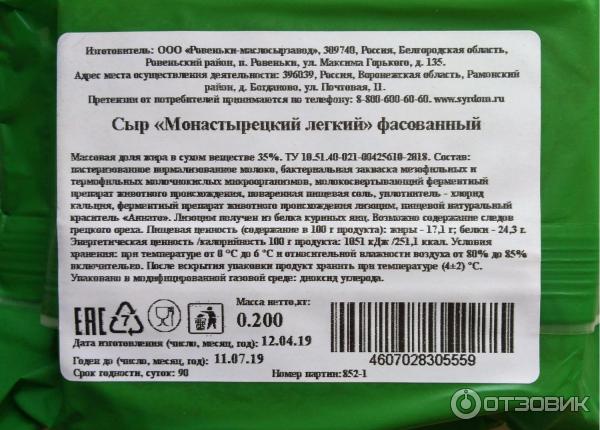 Изготовитель: ООО «Ровеньки-маслосырзавод», 309740, Россия, Белгородская область,
Ровеньский район, п. Ровеньки, ул. Максима Горького, д. 135.
Адрес места осуществления деятельности: 396039, Россия, Воронежская область, Рамонский
район, д. Богданово, ул. Почтовая, 11.
Претензии от потребителей принимаются по телефону: 8-800-600-60-60. www.syrdom.ru
Сыр «Монастырецкий легкий» фасованный
Массовая доля жира в сухом веществе 35%. ТУ 10.51.40-021-00425610-2018. Состав:
пастеризованное нормализованное молоко, бактериальная закваска мезофильных и
термофильных молочнокислых микроорганизмов, молокосвертывающий ферментный
препарат животного происхождения, поваренная пищевая соль, уплотнитель - хлорид
кальция, ферментный препарат животного происхождения лизоцим, пищевой натуральный
краситель «Аннато». Лизоцим получен из белка куриных яиц. Возможно содержание следов
грецкого ореха. Пищевая ценность (содержание в 100 г продукта): жиры - 17,1 г; белки - 24,3 г.
Энергетическая ценность /калорийность 100 г продукта: 1051 кДж /251,1 ккал. Условия
хранения: при температуре от 0 °С до 6 °С и относительной влажности воздуха от 80% до 85%
включительно. После вскрытия упаковки продукт хранить при температуре (4±2) °С.
Упаковано в модифицированной газовой среде: диоксид углерода.
Масса нетто,кг:
ЕАС 7 0.200
Дата изготовления (число, месяц, год) 12.04.19
Годен до (число, месяц, год) 11.07.19
Срок годности, суток: 90
4607028305559
Номер партии: 852-1
ОТЗОВИК